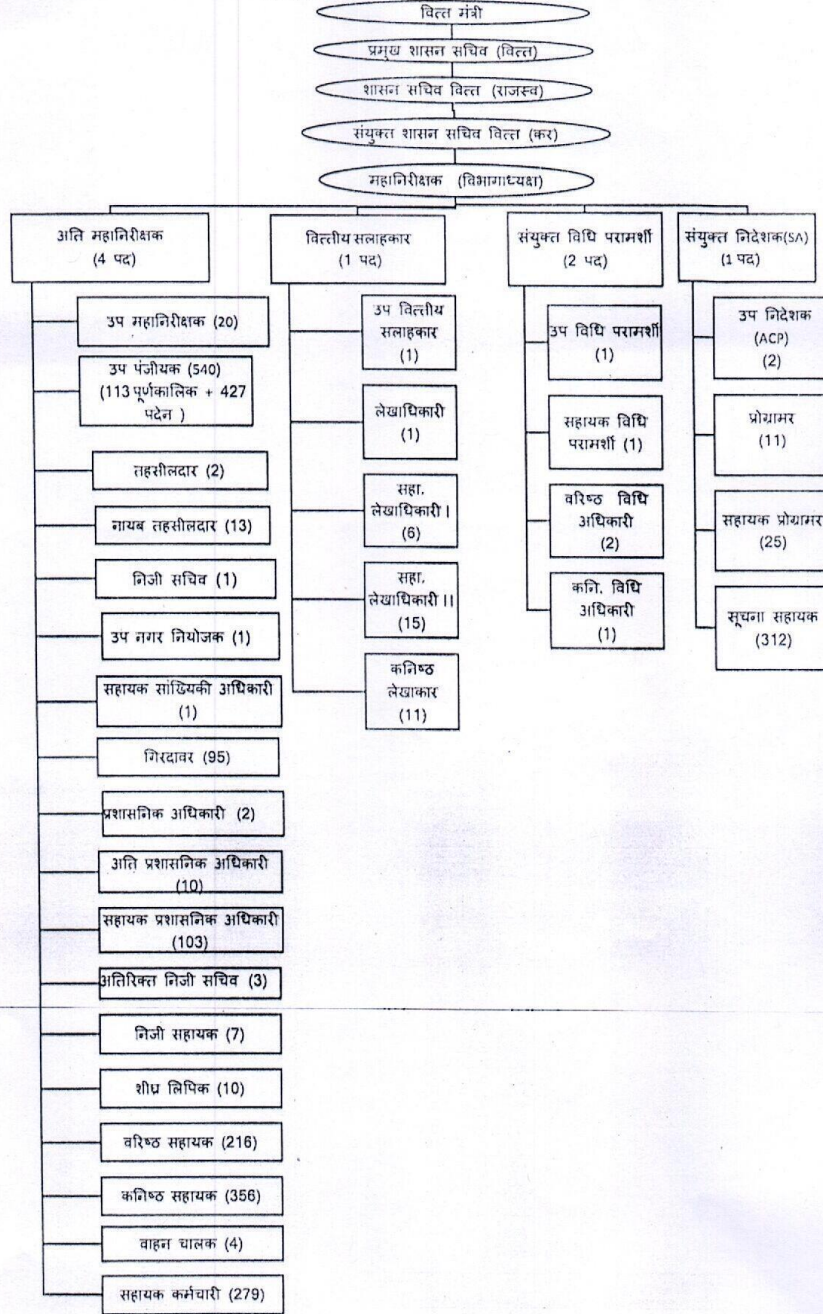 वित्त मंत्री
प्रमुख शासन सचिव (वित्त)
शासन सचिव वित्त (राजस्व)
संयुक्त शासन सचिव वित्त (कर)
महानिरीक्षक (विभागाध्यक्ष)
अति महानिरीक्षक
(4 पद)
उप महानिरीक्षक (20)
उप पंजीयक (540)
(113 पूर्णकालिक + 427
पदेन )
तहसीलदार (2)
नायब तहसीलदार (13)
निजी सचिव (1)
उप नगर नियोजक (1)
सहायक सांख्यिकी अधिकारी
(1)
गिरदावर (95)
प्रशासनिक अधिकारी (2)
अति प्रशासनिक अधिकारी
(10)
सहायक प्रशासनिक अधिकारी
(103)
अतिरिक्त निजी सचिव (3)
निजी सहायक (7)
शीघ्र लिपिक (10)
वरिष्ठ सहायक (216)
कनिष्ठ सहायक (356)
वाहन चालक (4)
सहायक कर्मचारी (279)
वित्तीय सलाहकार
(1 पद)
उप वित्तीय
सलाहकार
(1)
लेखाधिकारी
(1)
सहा.
लेखाधिकारी I
(6)
सहा.
लेखाधिकारी II
(15)
कनिष्ठ
लेखाकार
(11)
संयुक्त विधि परामर्शी
(2 पद)
उप विधि परामर्शी
(1)
सहायक विधि
परामर्शी (1)
वरिष्ठ विधि
अधिकारी
(2)
कनि. विधि
अधिकारी
(1)
संयुक्त निदेशक(SA)
(1 पद)
उप निदेशक
(ACP)
(2)
प्रोग्रामर
(11)
सहायक प्रोग्रामर
(25)
सूचना सहायक
(312)